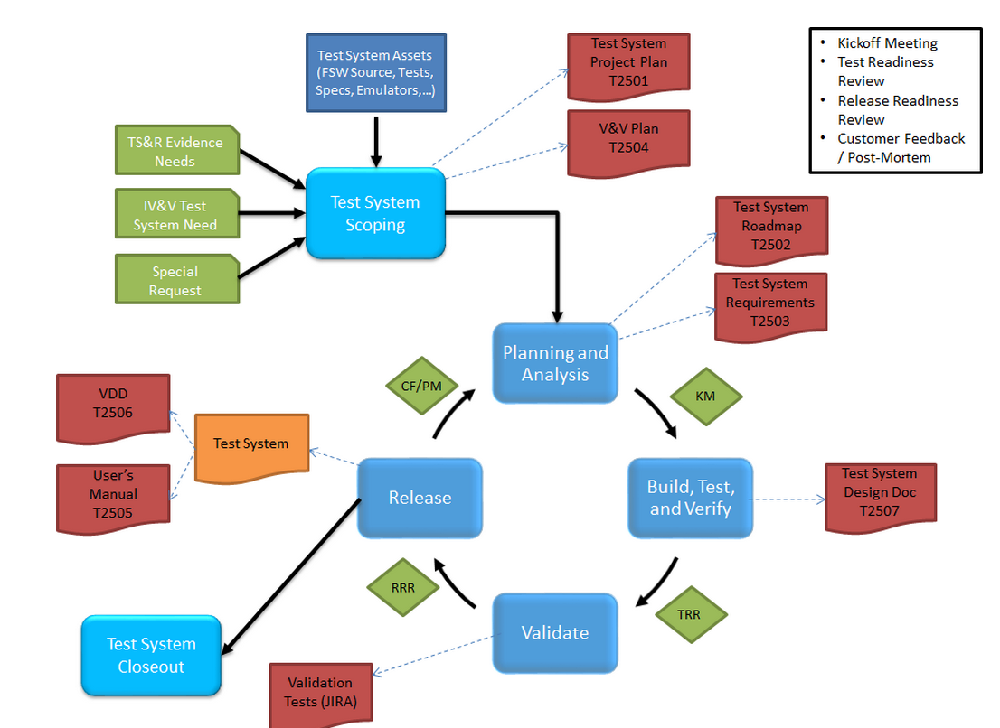 Test System Assets
(FSW Source, Tests,
Specs, Emulators,...)
Test System
Project Plan
T2501
V&V Plan
T2504
• Kickoff Meeting
• Test Readiness
Review
• Release Readiness
Review
• Customer Feedback
/ Post-Mortem
TS&R Evidence
Needs
IV&V Test
System Need
Special
Request
Test System
Scoping
Test System
Roadmap
T2502
Test System
Requirements
T2503
Planning and
Analysis
CF/PM
KM
VDD
T2506
Test System
User's
Manual
T2505
Release
Build, Test,
and Verify
Test System
Design Doc
T2507
RRR
TRR
Validate
Test System
Closeout
Validation
Tests (JIRA)